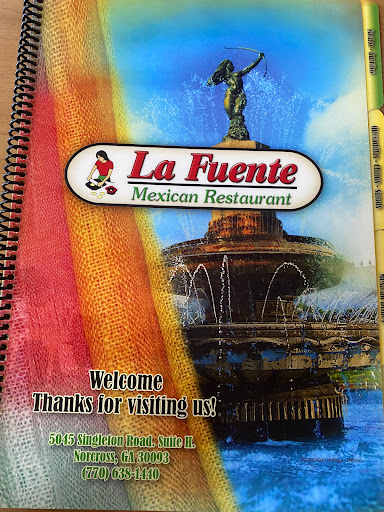 La Fuente
Mexican Restaurant
Welcome
Thanks for visiting us!
5045 Singleton Road. Suite H.
Norcross, GA 30093
(770) 638-1440